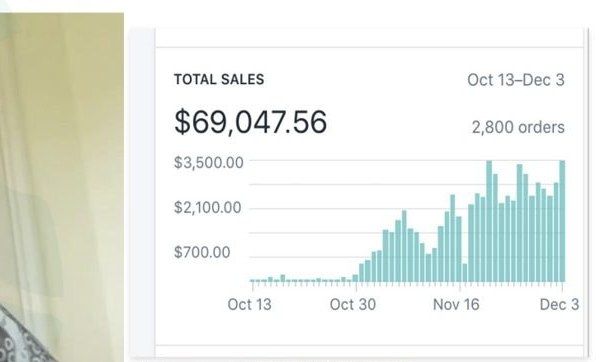 TOTAL SALES
Oct 13–Dec 3
$69,047.56
2,800 orders
$3,500.00
$2,100.00
$700.00
Oct 13 Oct 30 Nov 16 Dec 3